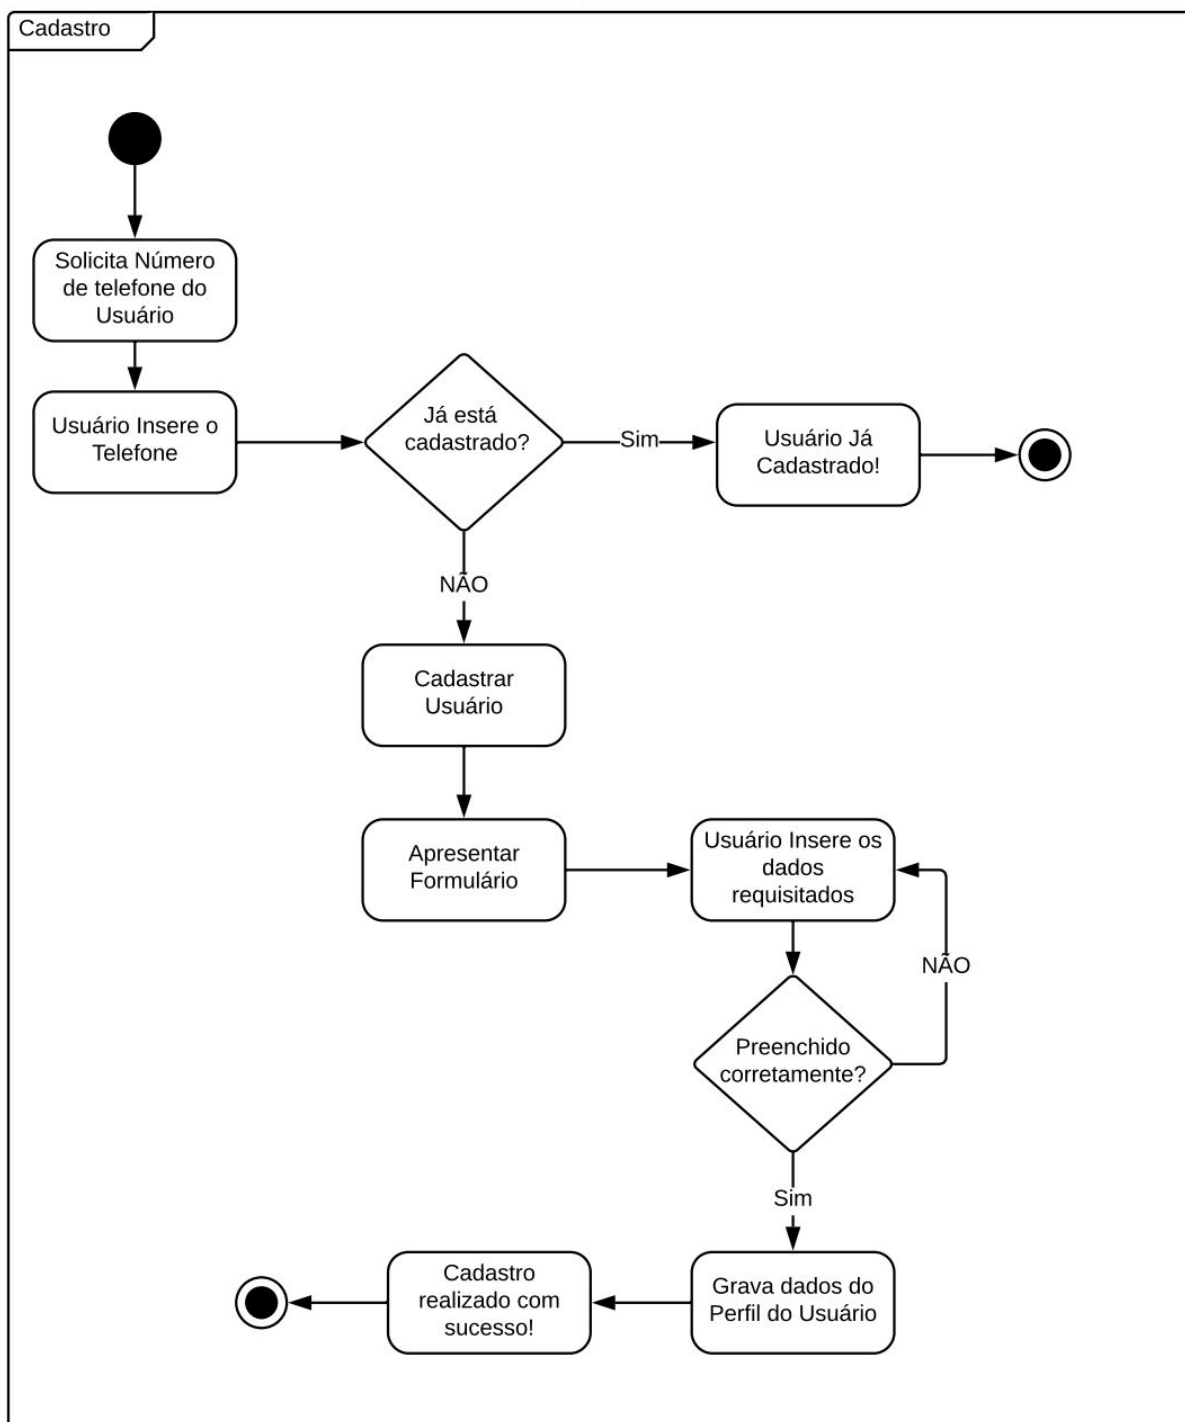 Cadastro
Solicita Número
de telefone do
Usuário
Usuário Insere o
Telefone
Já está
cadastrado?
Sim
Usuário Já
Cadastrado!
NÃO
Cadastrar
Usuário
Apresentar
Formulário
Usuário Insere os
dados
requisitados
NÃO
Preenchido
corretamente?
Sim
Grava dados do
Perfil do Usuário
Cadastro
realizado com
sucesso!